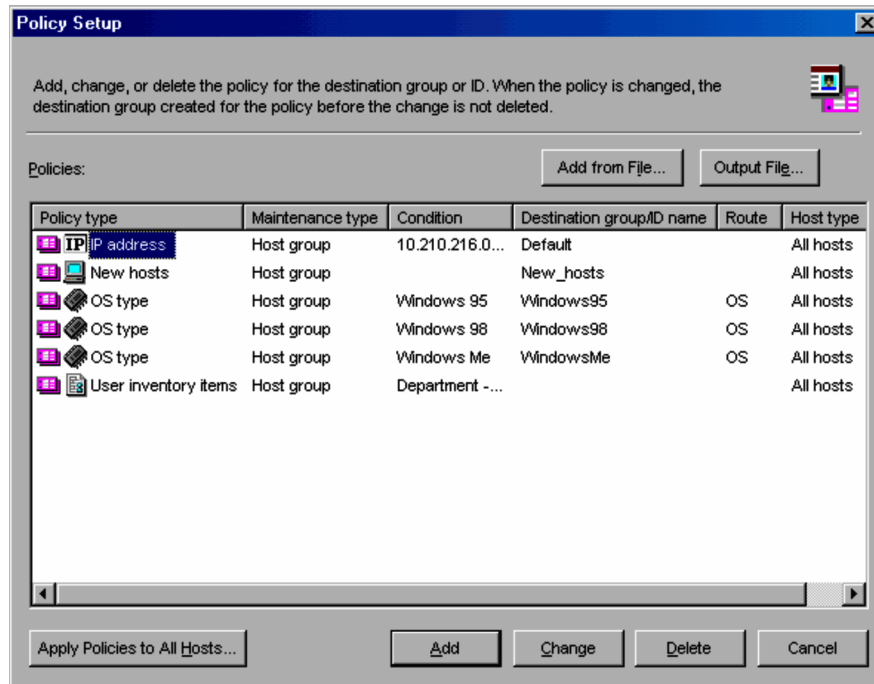 Policy Setup
Add, change, or delete the policy for the destination group or ID. When the policy is changed, the
destination group created for the policy before the change is not deleted.
Policies:
Add from File...
Output File...
Policy type Maintenance type Condition Destination group/ID name Route Host type
IP IP address Host group 10.210.216.0... Default All hosts
New hosts Host group New_hosts All hosts
OS type Host group Windows 95 Windows95 OS All hosts
OS type Host group Windows 98 Windows98 OS All hosts
OS type Host group Windows Me WindowsMe OS All hosts
User inventory items Host group Department -... All hosts
Apply Policies to All Hosts... Add Change Delete Cancel